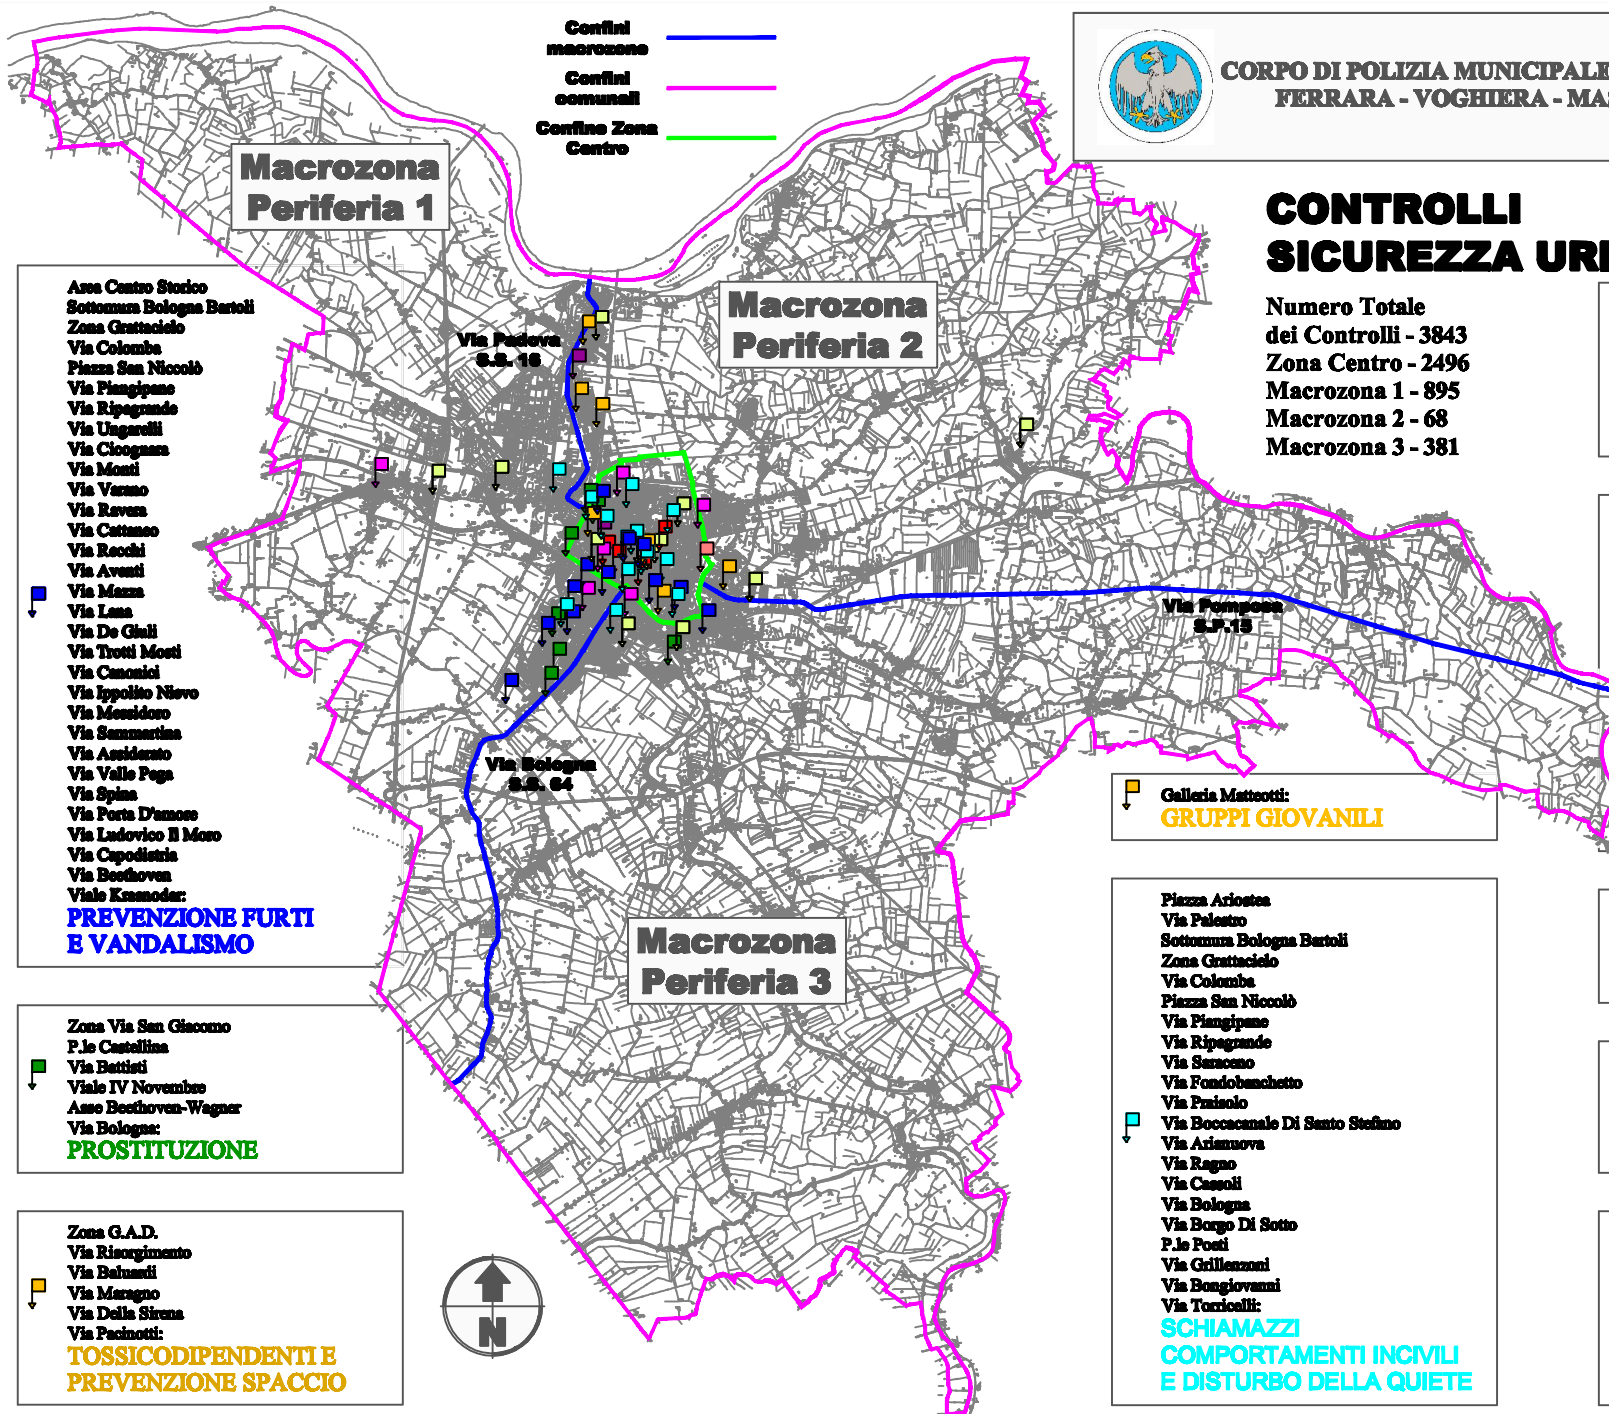 Confini
macrozone
Confini
comunali
Confine Zona
Centro
CORPO DI POLIZIA MUNICIPALE
FERRARA - VOGHIERA -
CONTROLLI
SICUREZZA
Numero Totale
dei Controlli - 3843
Zona Centro - 2496
Macrozona 1 - 895
Macrozona 2 - 68
Macrozona 3 - 381
Macrozona
Periferia 1
Macrozona
Periferia 2
Via Padova
S.S. 16
Via Pomposa
S.P.15
Via Bologna
S.S. 64
Macrozona
Periferia 3
N
Area Centro Storico
Sottomura Bologna Bartoli
Zona Grattacielo
Via Colomba
Piazza San Niccolò
Via Piangipane
Via Ripagrande
Via Ungarelli
Via Cicognara
Via Monti
Via Varano
Via Ravera
Via Cattaneo
Via Recchi
Via Aventi
Via Mazza
Via Lana
Via De Giuli
Via Trotti Mosti
Via Canonici
Via Ippolito Nievo
Via Messidoro
Via Sammartina
Via Assiderato
Via Valle Pega
Via Spina
Via Porta D'amore
Via Ludovico Il Moro
Via Capodistria
Via Beethoven
Viale Krasnodar:
PREVENZIONE FURTI
E VANDALISMO
Zona Via San Giacomo
P.le Castellina
Via Battisti
Viale IV Novembre
Asse Beethoven-Wagner
Via Bologna:
PROSTITUZIONE
Zona G.A.D.
Via Risorgimento
Via Baluardi
Via Maragno
Via Della Sirena
Via Pacinotti:
TOSSICODIPENDENTI E
PREVENZIONE SPACCIO
Galleria Matteotti:
GRUPPI GIOVANILI
Piazza Ariostea
Via Palestro
Sottomura Bologna Bartoli
Zona Grattacielo
Via Colomba
Piazza San Niccolò
Via Piangipane
Via Ripagrande
Via Saraceno
Via Fondobanchetto
Via Praisolo
Via Boccacanale Di Santo Stefano
Via Arianuova
Via Ragno
Via Cassoli
Via Bologna
Via Borgo Di Sotto
P.le Poeti
Via Grillenzoni
Via Bongiovanni
Via Torricelli:
SCHIAMAZZI
COMPORTAMENTI INCIVILI
E DISTURBO DELLA QUIETE